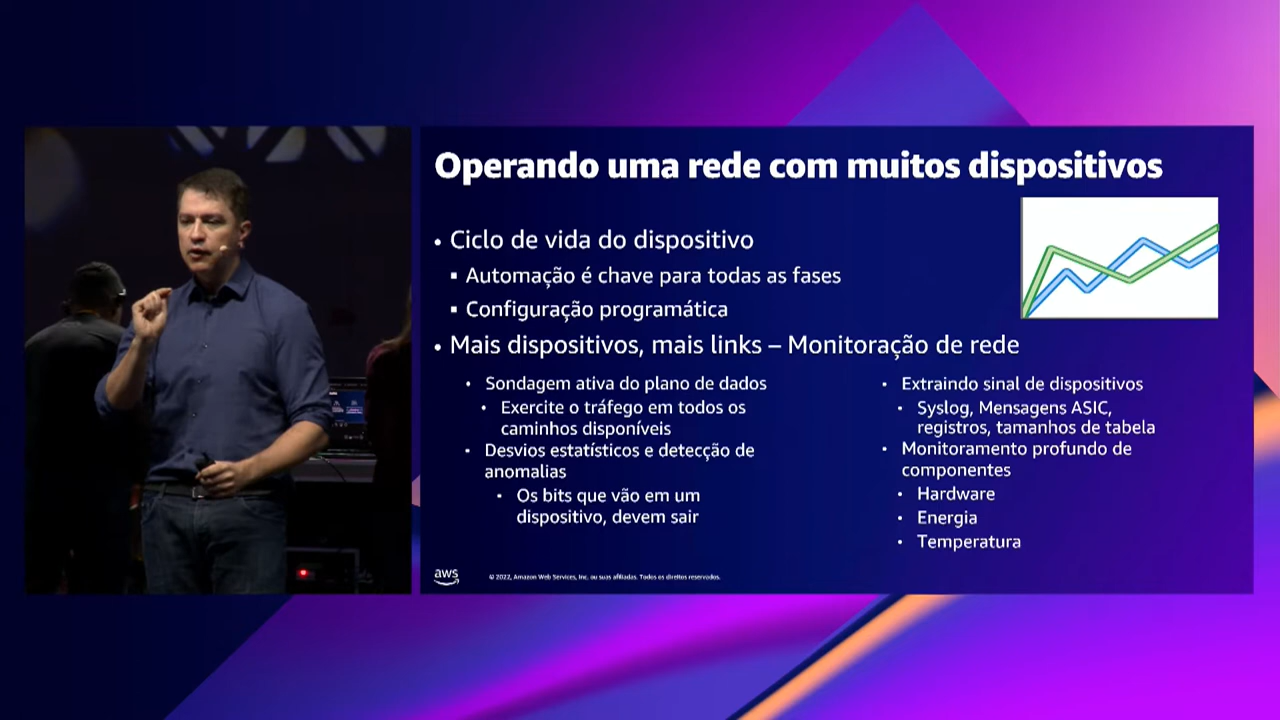 Operando uma rede com muitos dispositivos
• Ciclo de vida do dispositivo
▪ Automação é chave para todas as fases
▪ Configuração programática
• Mais dispositivos, mais links – Monitoração de rede
• Sondagem ativa do plano de dados
• Exercite o tráfego em todos os
caminhos disponíveis
• Desvios estatísticos e detecção de
anomalias
• Os bits que vão em um
dispositivo, devem sair
• Extraindo sinal de dispositivos
• Syslog, Mensagens ASIC,
registros, tamanhos de tabela
• Monitoramento profundo de
componentes
• Hardware
• Energia
• Temperatura
aws
© 2022, Amazon Web Services, Inc. ou suas afiliadas. Todos os direitos reservados.